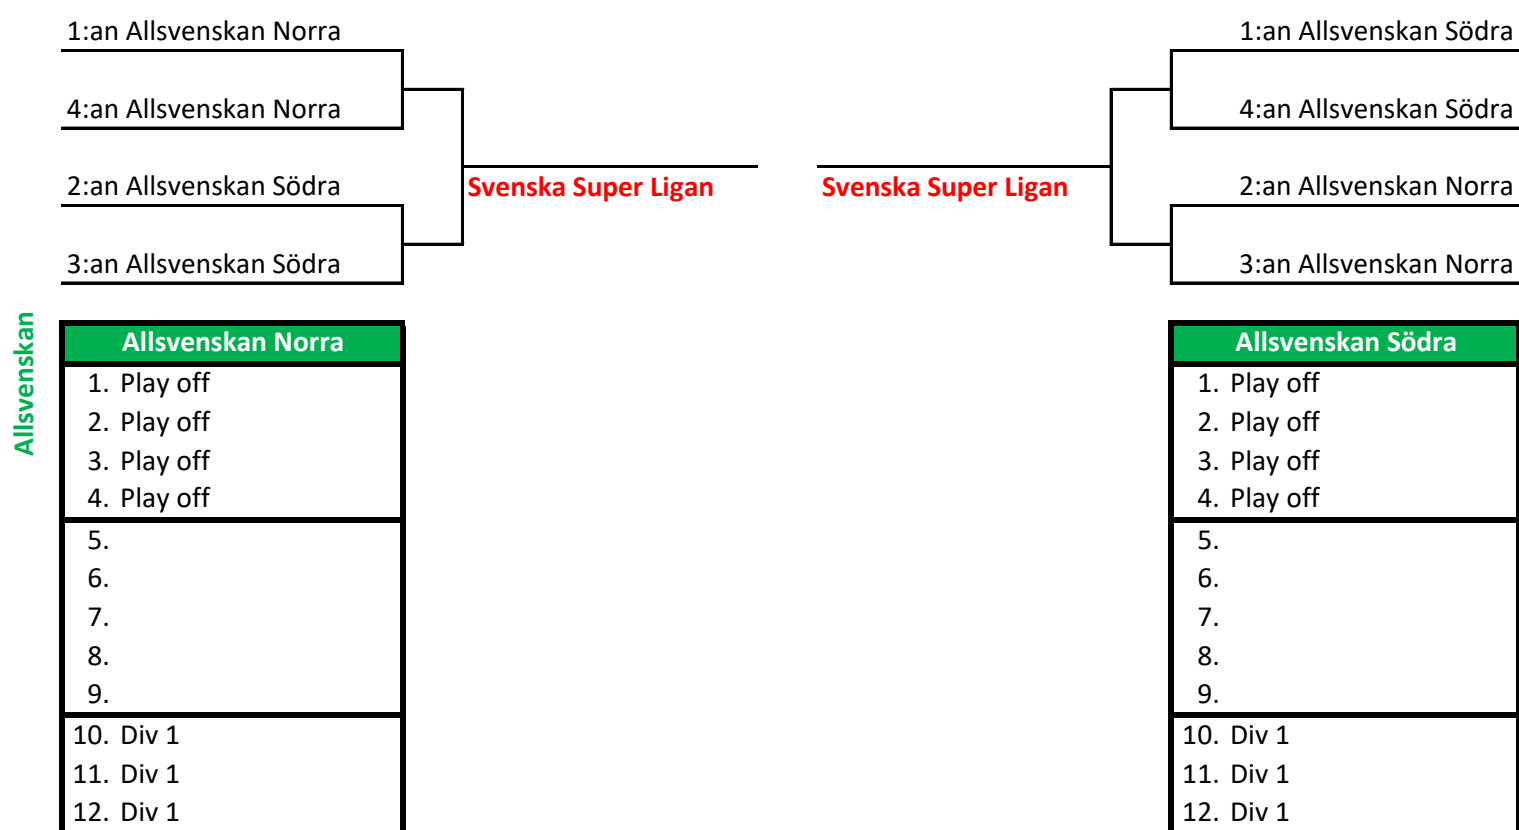 1:an Allsvenskan Norra
4:an Allsvenskan Norra
2:an Allsvenskan Södra
3:an Allsvenskan Södra
Svenska Super Ligan
Svenska Super Ligan
1:an Allsvenskan Södra
4:an Allsvenskan Södra
2:an Allsvenskan Norra
3:an Allsvenskan Norra
Allsvenskan
Allsvenskan Norra
1. Play off
2. Play off
3. Play off
4. Play off
5.
6.
7.
8.
9.
10. Div 1
11. Div 1
12. Div 1
Allsvenskan Södra
1. Play off
2. Play off
3. Play off
4. Play off
5.
6.
7.
8.
9.
10. Div 1
11. Div 1
12. Div 1